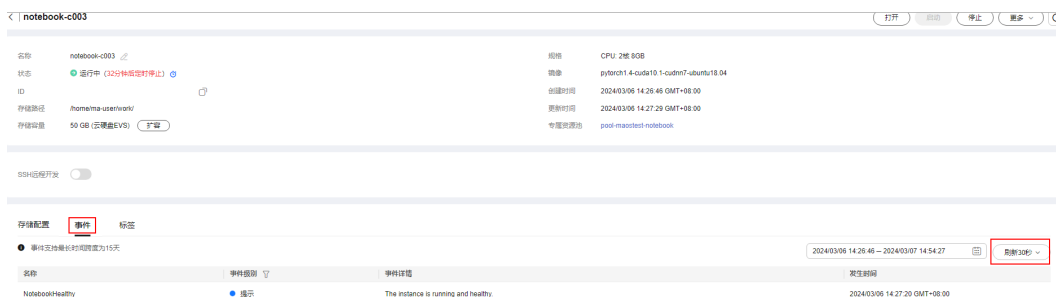 < | notebook-c003 打开 启动 停止 更多
名称 notebook-c003 规格 CPU: 2核 8GB
状态 运行中 (32分钟后定时停止) 镜像 pytorch1.4-cuda10.1-cudnn7-ubuntu18.04
ID 创建时间 2024/03/06 14:26:46 GMT+08:00
存储路径 /home/ma-user/work/ 更新时间 2024/03/06 14:27:29 GMT+08:00
存储容量 50 GB (云硬盘EVS) 扩容 专属资源池 pool-maostest-notebook
SSH远程开发
存储配置 事件 标签
事件支持最长时间跨度为15天 2024/03/06 14:26:46 – 2024/03/07 14:54:27 刷新30秒
名称 事件级别 事件详情 发生时间
NotebookHealthy 提示 The instance is running and healthy. 2024/03/06 14:27:20 GMT+08:00